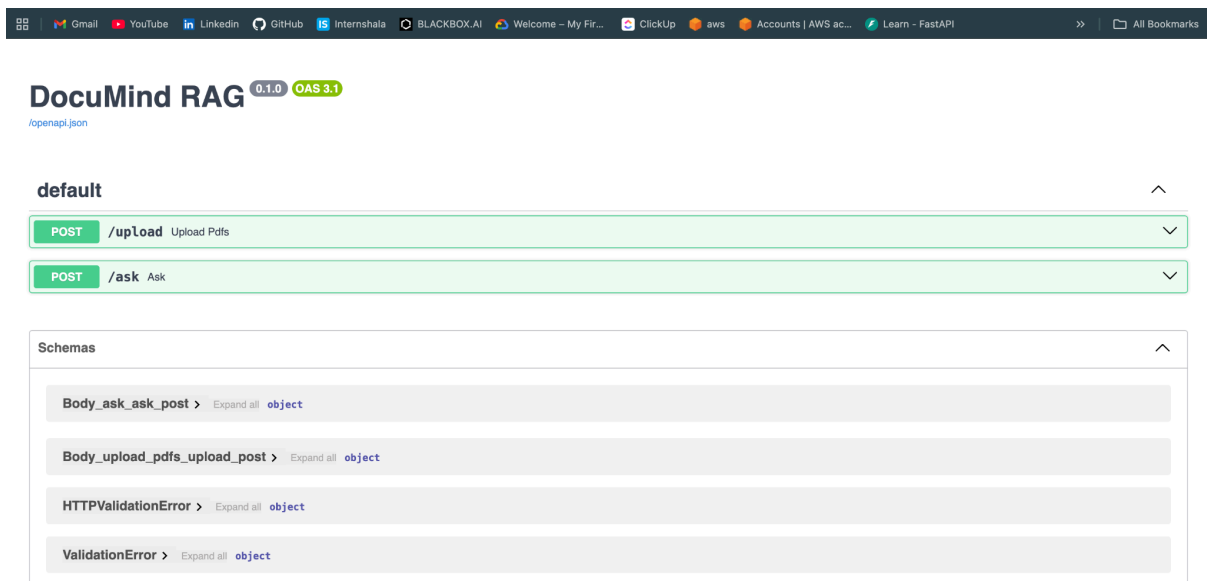 Gmail YouTube Linkedin GitHub Internshala BLACKBOX.AI Welcome – My Fir... ClickUp aws Accounts | AWS ac... Learn - FastAPI » All Bookmarks
DocuMind RAG 0.1.0 OAS 3.1
/openapi.json
default
POST /upload Upload Pdfs
POST /ask Ask
Schemas
Body_ask_ask_post > Expand all object
Body_upload_pdfs_upload_post > Expand all object
HTTPValidationError > Expand all object
ValidationError > Expand all object